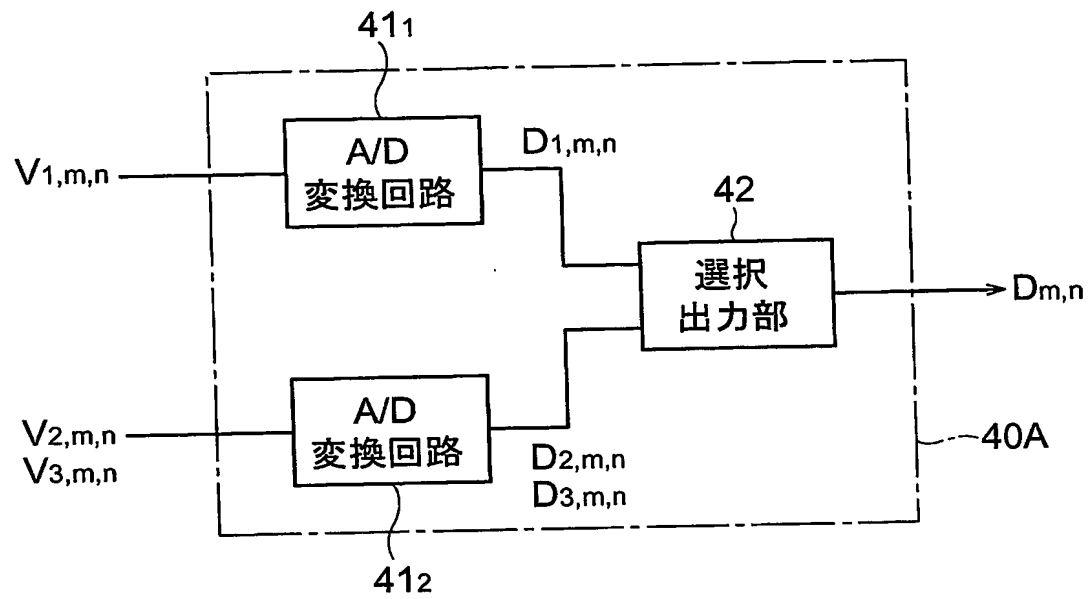 41₁
V1,m,n
A/D
変換回路
D1,m,n
42
選択
出力部
Dm,n
V2,m,n
V3,m,n
A/D
変換回路
D2,m,n
D3,m,n
40A
41₂